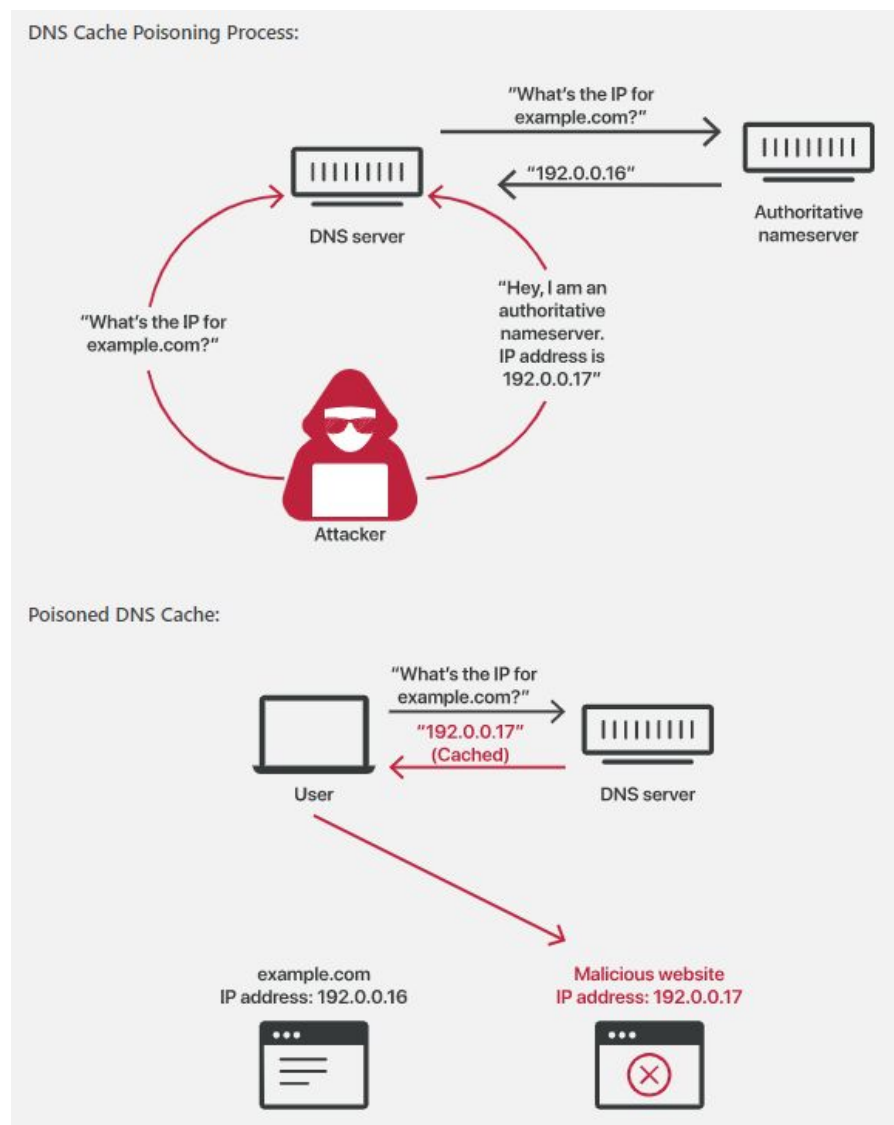 DNS Cache Poisoning Process:
"What's the IP for
example.com?"
"192.0.0.16"
DNS server
Authoritative
nameserver
"What's the IP for
example.com?"
"Hey, I am an
authoritative
nameserver.
IP address is
192.0.0.17"
Attacker
Poisoned DNS Cache:
"What's the IP for
example.com?"
"192.0.0.17"
(Cached)
User
DNS server
example.com
IP address: 192.0.0.16
Malicious website
IP address: 192.0.0.17